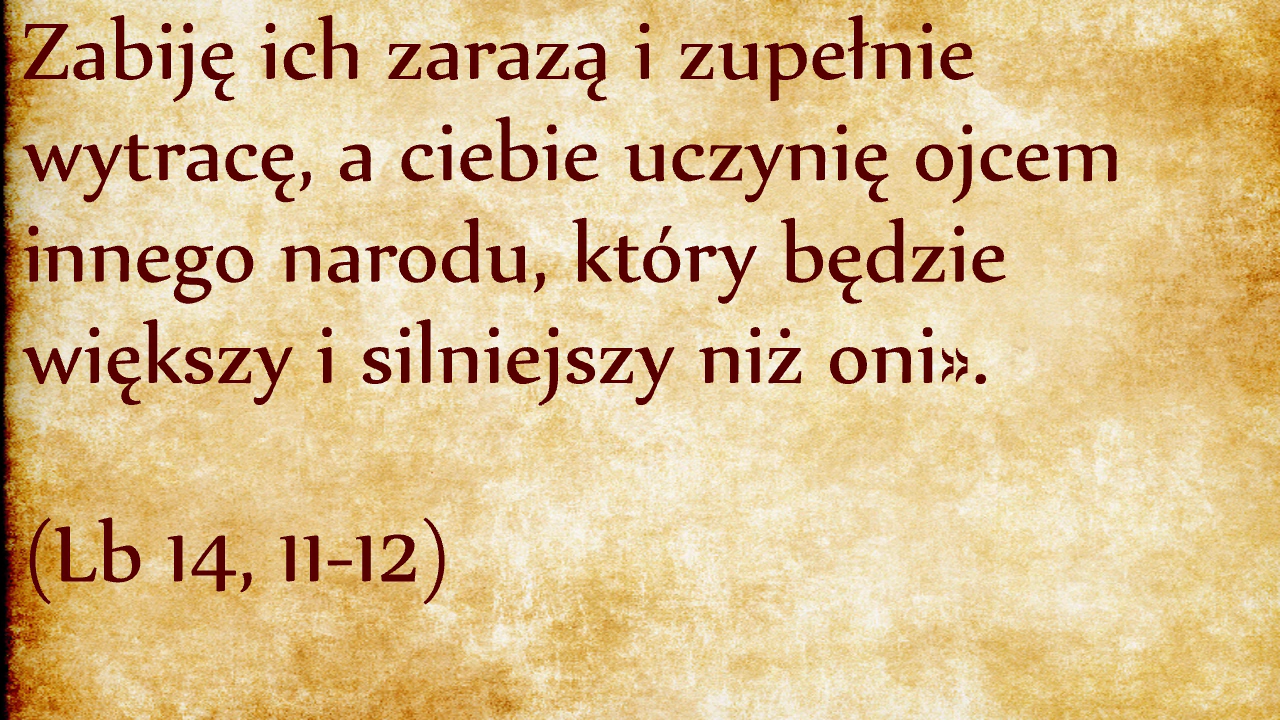 Zabiję ich zarazą i zupełnie
wytracę, a ciebie uczynię ojcem
innego narodu, który będzie
większy i silniejszy niż oni».
(Lb 14, 11-12)